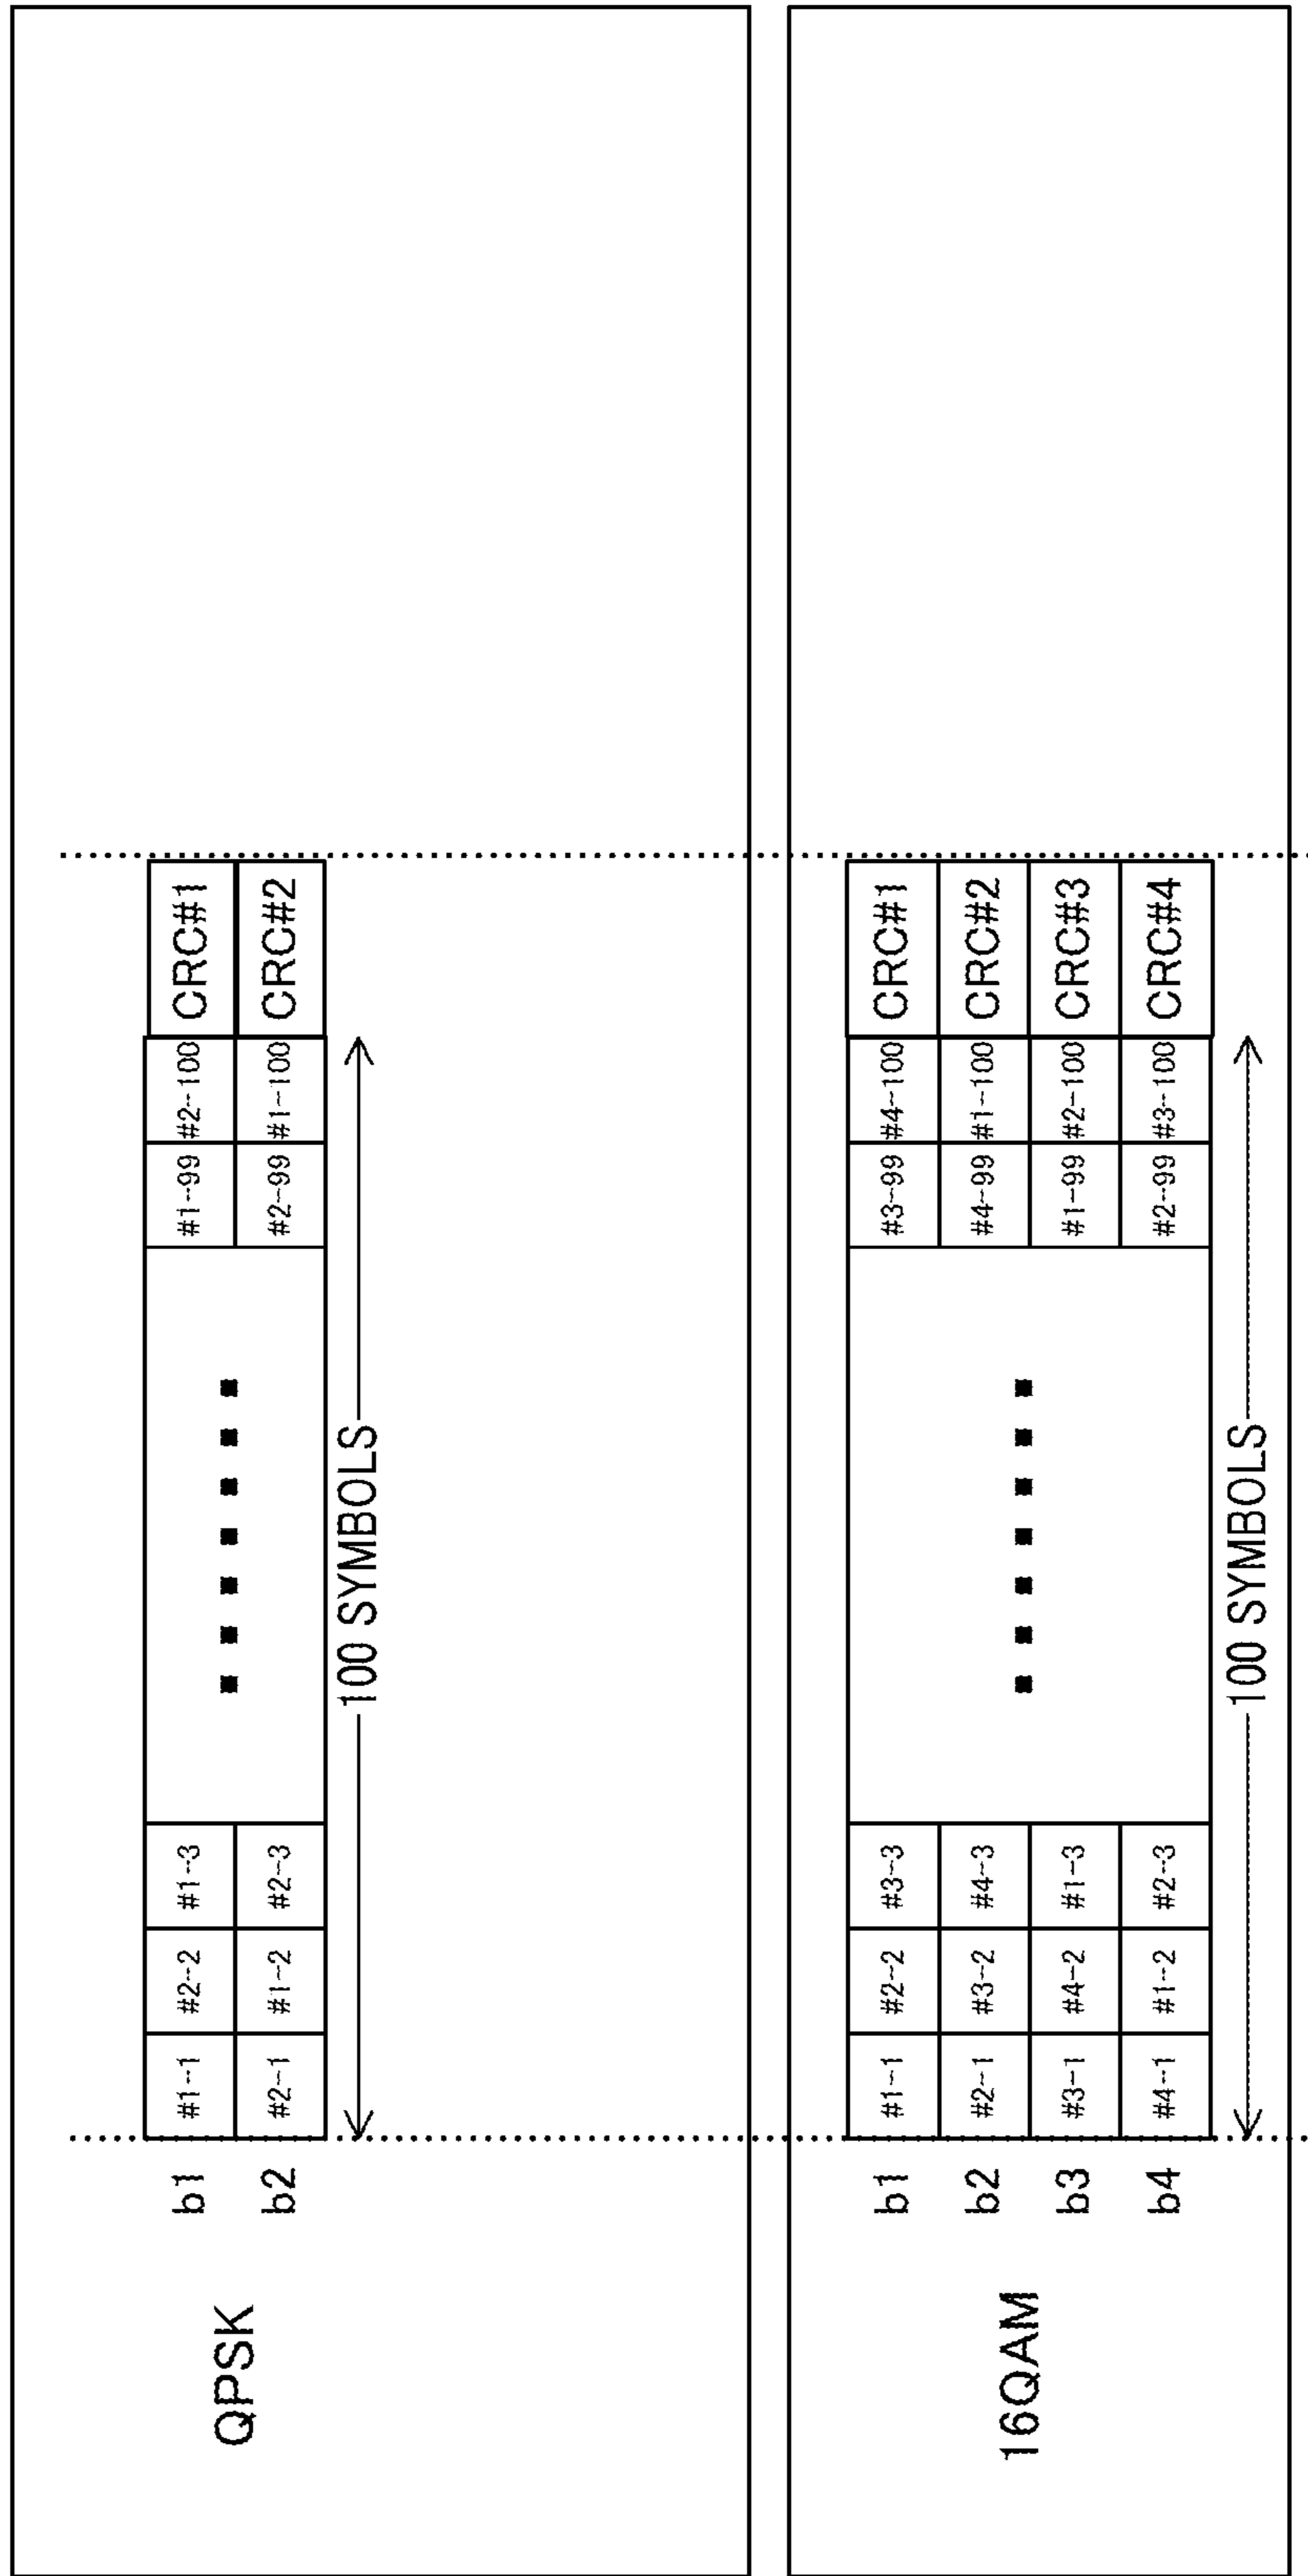 QPSK
b1 #1-1 #2-2 #1-3 #1-99 #2-100 CRC#1
b2 #2-1 #1-2 #2-3 #2-99 #1-100 CRC#2
100 SYMBOLS
16QAM
b1 #1-1 #2-2 #3-3 #3-99 #4-100 CRC#1
b2 #2-1 #3-2 #4-3 #4-99 #1-100 CRC#2
b3 #3-1 #4-2 #1-3 #1-99 #2-100 CRC#3
b4 #4-1 #1-2 #2-3 #2-99 #3-100 CRC#4
100 SYMBOLS